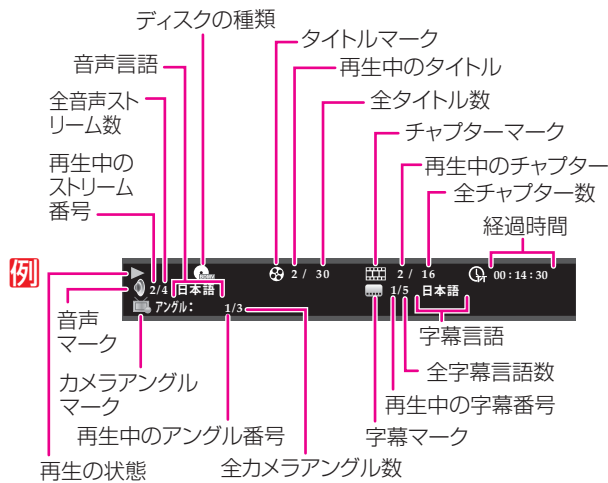 ディスクの種類
タイトルマーク
音声言語
再生中のタイトル
全音声スト
リーム数
全タイトル数
チャプターマーク
再生中の
ストリーム
番号
再生中のチャプター
全チャプター数
経過時間
例
2 / 30
2 / 16
00:14:30
2/4 日本語
1/5 日本語
アングル: 1/3
音声
マーク
字幕言語
カメラアングル
マーク
全字幕言語数
再生中の字幕番号
再生中のアングル番号
字幕マーク
再生の状態
全カメラアングル数